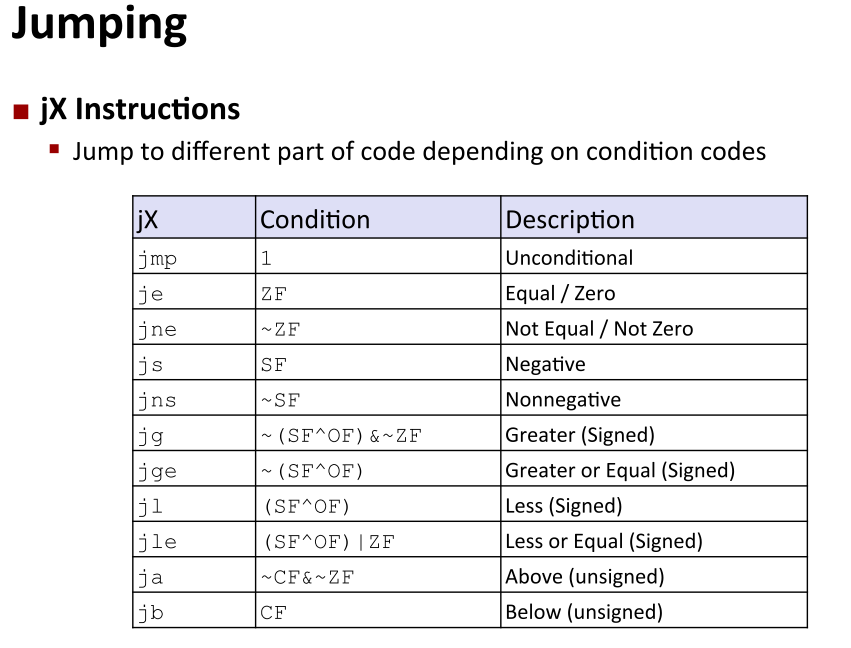 Jumping
jX Instructions
Jump to different part of code depending on condition codes
jX Condition Description
jmp 1 Unconditional
je ZF Equal / Zero
jne ~ZF Not Equal / Not Zero
js SF Negative
jns ~SF Nonnegative
jg ~(SF^OF)&~ZF Greater (Signed)
jge ~(SF^OF) Greater or Equal (Signed)
jl (SF^OF) Less (Signed)
jle (SF^OF)|ZF Less or Equal (Signed)
ja ~CF&~ZF Above (unsigned)
jb CF Below (unsigned)